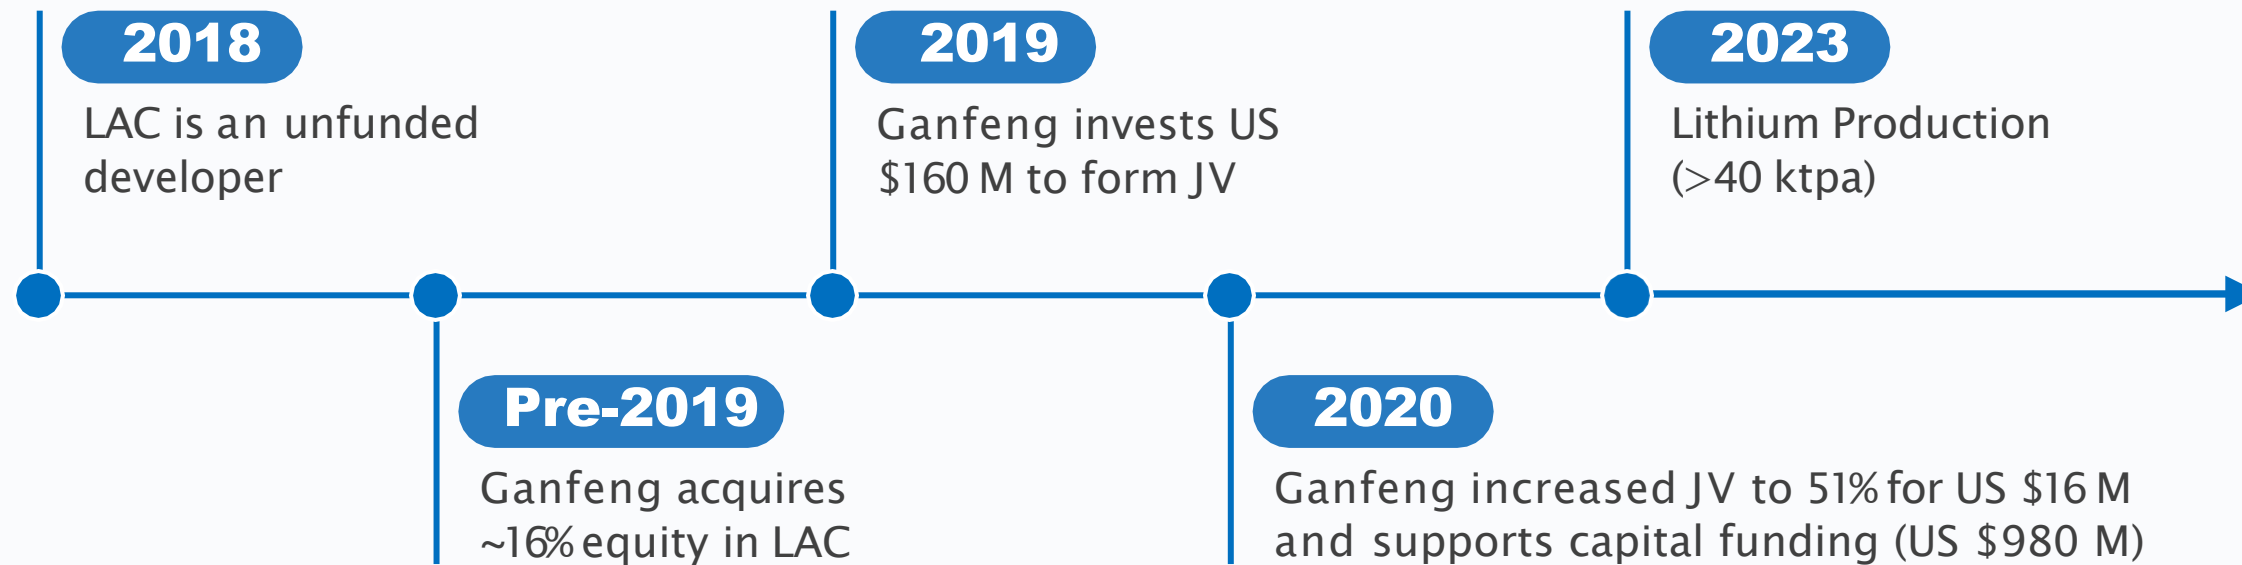 2018
LAC is an unfunded
developer
Pre-2019
Ganfeng acquires
~16% equity in LAC
2019
Ganfeng invests US
$160 M to form JV
2020
Ganfeng increased JV to 51% for US $16 M
and supports capital funding (US $980 M)
2023
Lithium Production
(>40 ktpa)